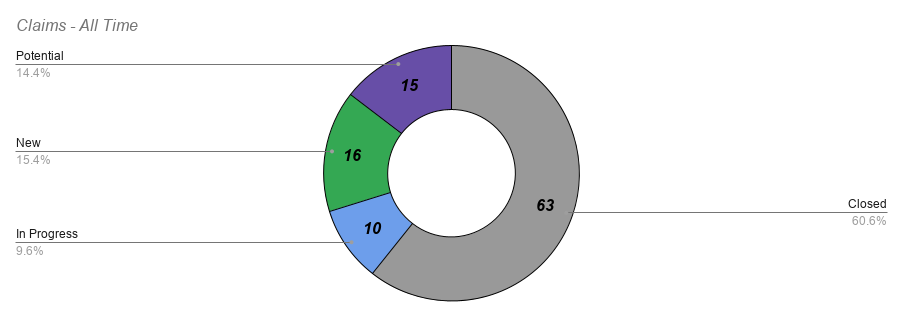 Claims - All Time
Potential
14.4%
15
New
15.4%
16
63
Closed
60.6%
In Progress
9.6%
10